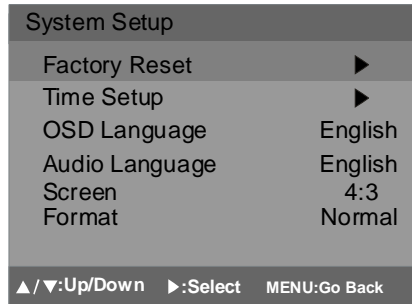 System Setup
Factory Reset ▶
Time Setup ▶
OSD Language English
Audio Language English
Screen 4:3
Format Normal
▲/▼:Up/Down ▶:Select MENU:Go Back